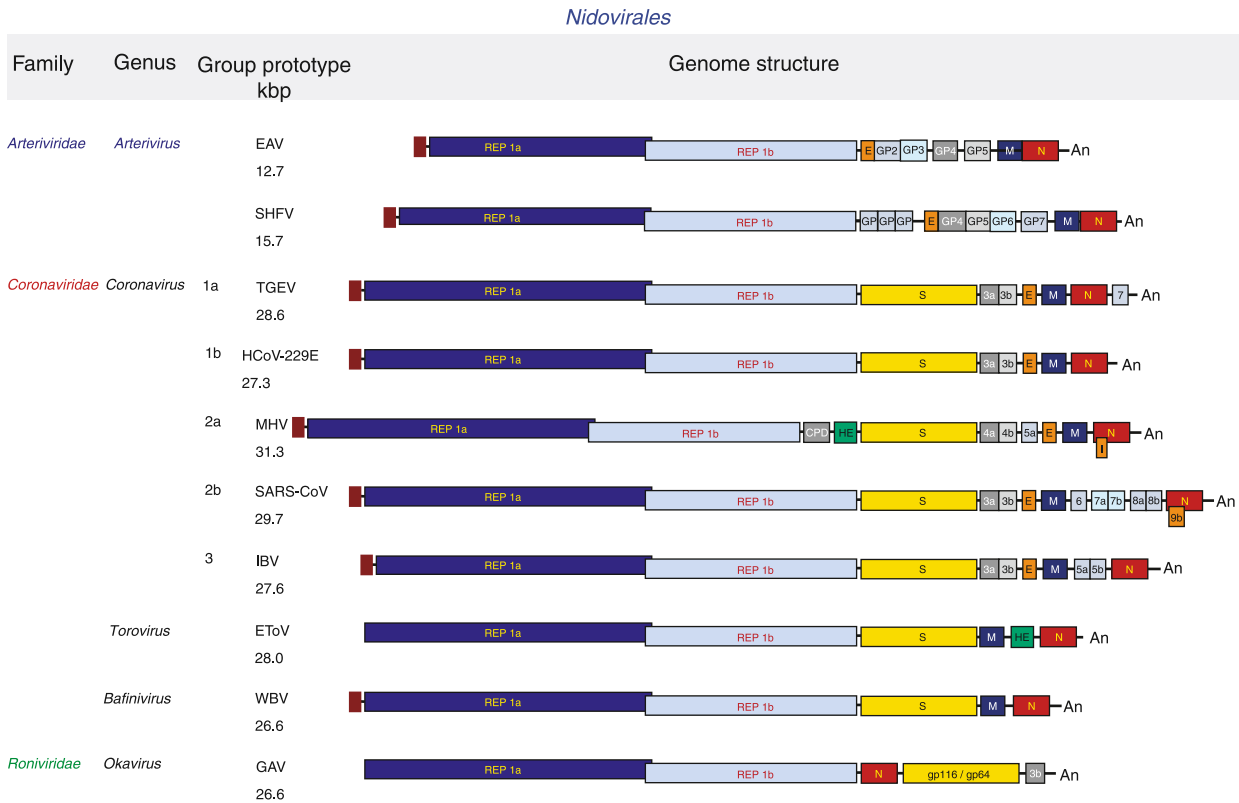 Nidovirales
Family Genus Group prototype Genome structure
kbp
Arteriviridae Arterivirus EAV REP 1a REP 1b E GP2 GP3 GP4 GP5 M N An
12.7
SHFV REP 1a REP 1b GP GP GP E GP4 GP5 GP6 GP7 M N An
15.7
Coronaviridae Coronavirus 1a TGEV REP 1a REP 1b S 3a 3b E M N 7 An
28.6
1b HCoV-229E REP 1a REP 1b S 3a 3b E M N An
27.3
2a MHV REP 1a REP 1b CPD HE S 4a 4b 5a E M N An
I
31.3
2b SARS-CoV REP 1a REP 1b S 3a 3b E M 6 7a 7b 8a 8b N An
9b
29.7
3 IBV REP 1a REP 1b S 3a 3b E M 5a 5b N An
27.6
Torovirus EToV REP 1a REP 1b S M HE N An
28.0
Bafinivirus WBV REP 1a REP 1b S M N An
26.6
Roniviridae Okavirus GAV REP 1a REP 1b N gp116 / gp64 3b An
26.6